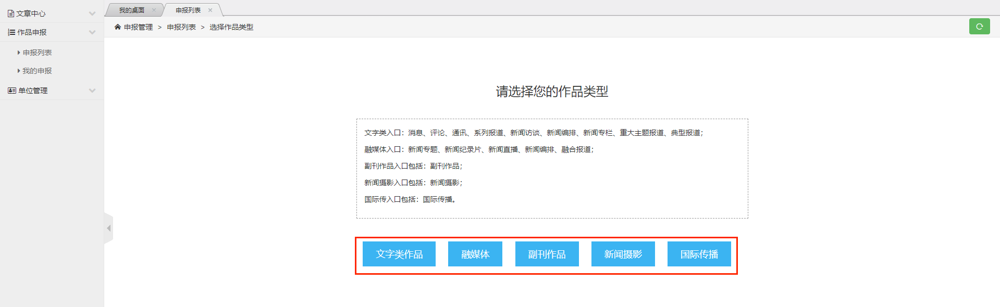 文章中心
作品申报
申报列表
我的申报
单位管理
我的桌面
申报列表
申报管理 > 申报列表 > 选择作品类型
请选择您的作品类型
文字类入口：消息、评论、通讯、系列报道、新闻访谈、新闻编排、新闻专栏、重大主题报道、典型报道；
融媒体入口：新闻专题、新闻纪录片、新闻直播、新闻编排、融合报道；
副刊作品入口包括：副刊作品；
新闻摄影入口包括：新闻摄影；
国际传入口包括：国际传播。
文字类作品 融媒体 副刊作品 新闻摄影 国际传播